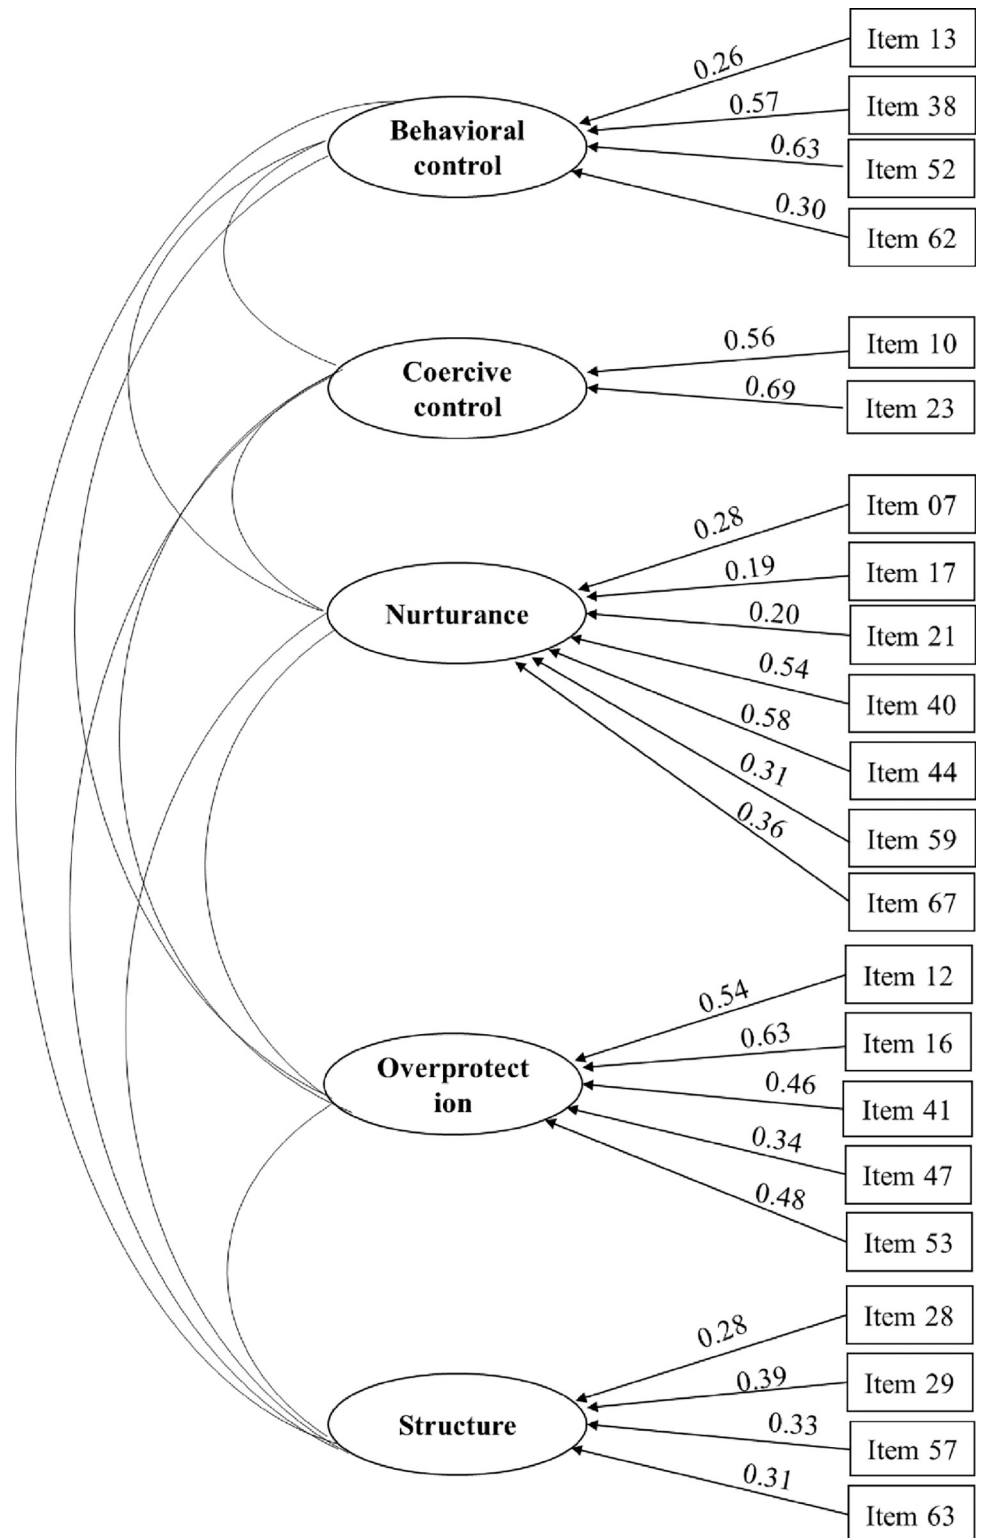 Item 13
0.26
Behavioral
control
0.57
Item 38
0.63
Item 52
0.30
Item 62
Coercive
control
0.56
Item 10
0.69
Item 23
Nurturance
0.28
Item 07
0.19
Item 17
0.20
Item 21
0.54
Item 40
0.58
Item 44
0.31
Item 59
0.36
Item 67
Overprotect
ion
0.54
Item 12
0.63
Item 16
0.46
Item 41
0.34
Item 47
0.48
Item 53
Structure
0.28
Item 28
0.39
Item 29
0.33
Item 57
0.31
Item 63